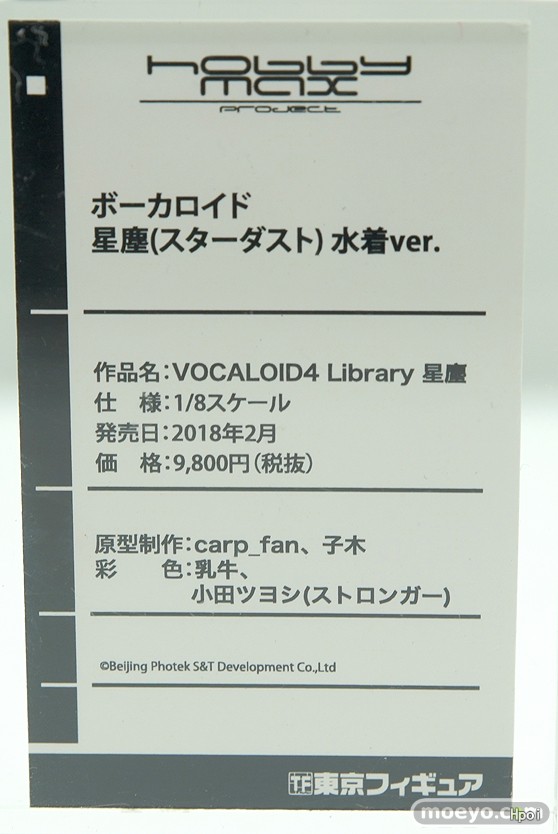 hobby
max
project
ボーカロイド
星塵(スターダスト) 水着ver.
作品名:VOCALOID4 Library 星塵
仕 様:1/8スケール
発売日:2018年2月
価 格:9,800円(税抜)
原型制作:carp_fan、子木
彩 色:乳牛、
小田ツヨシ(ストロンガー)
©Beijing Photek S&T Development Co.,Ltd
TF東京フィギュア
moeyo.com
Hpoi